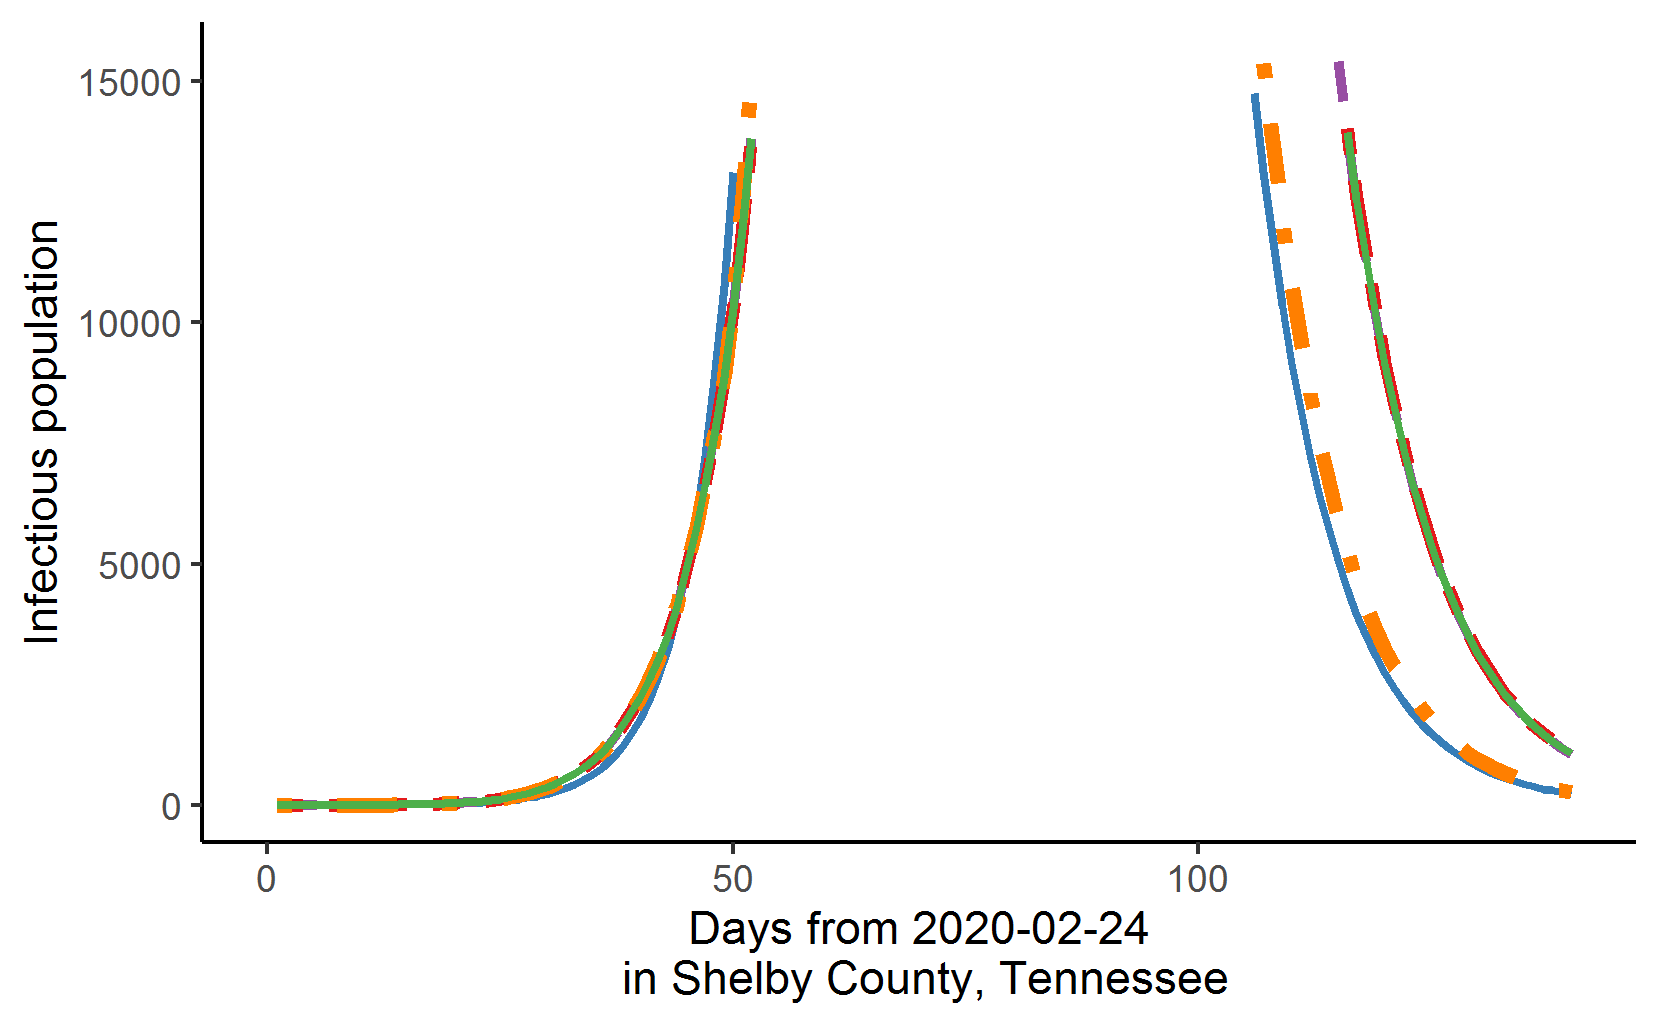 Infectious population
15000
10000
5000
0
0
50
100
Days from 2020-02-24
in Shelby County, Tennessee